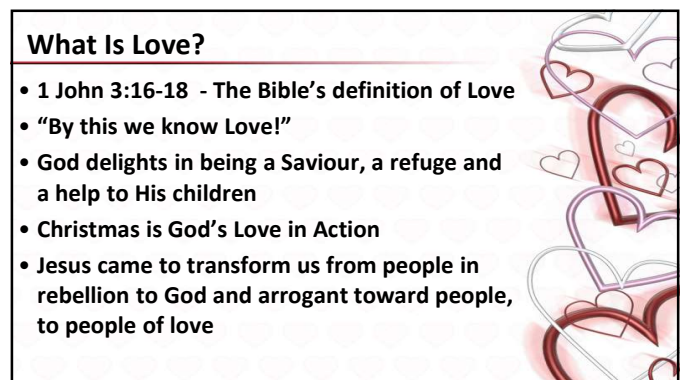 What Is Love?
• 1 John 3:16-18 - The Bible’s definition of Love
• “By this we know Love!”
• God delights in being a Saviour, a refuge and
a help to His children
• Christmas is God’s Love in Action
• Jesus came to transform us from people in
rebellion to God and arrogant toward people,
to people of love